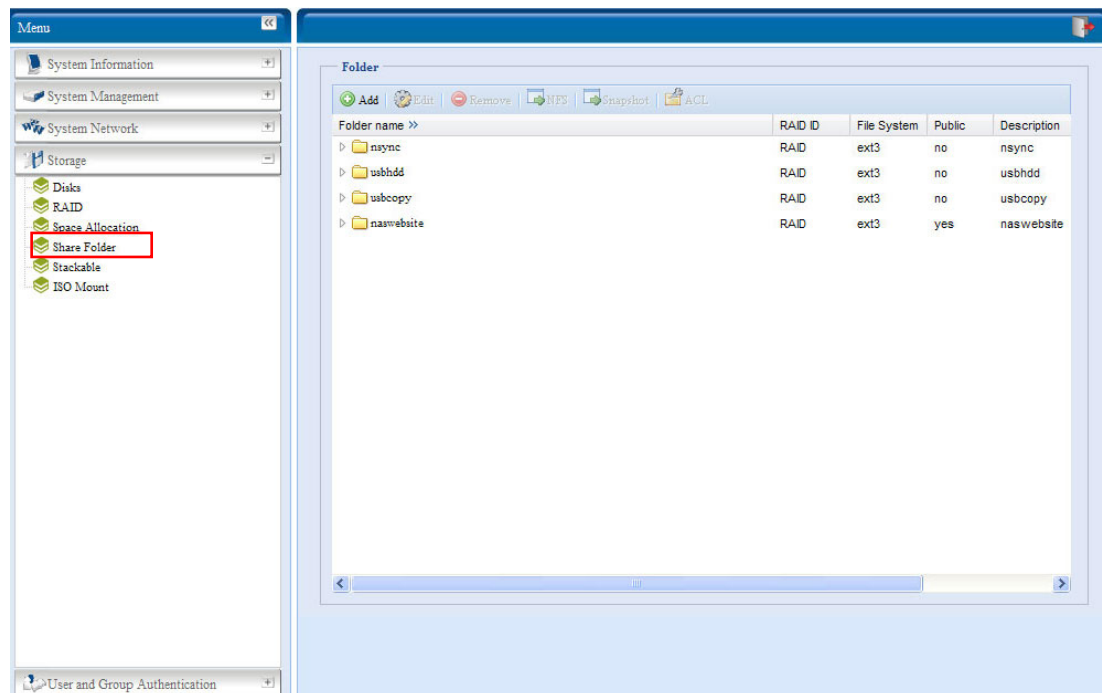 Menu
System Information
System Management
System Network
Storage
Disks
RAID
Space Allocation
Share Folder
Stackable
ISO Mount
User and Group Authentication
Folder
Add Edit Remove NFS Snapshot ACL
Folder name >> RAID ID File System Public Description
nsync RAID ext3 no nsync
usbhdd RAID ext3 no usbhdd
usbcopy RAID ext3 no usbcopy
naswebsite RAID ext3 yes naswebsite